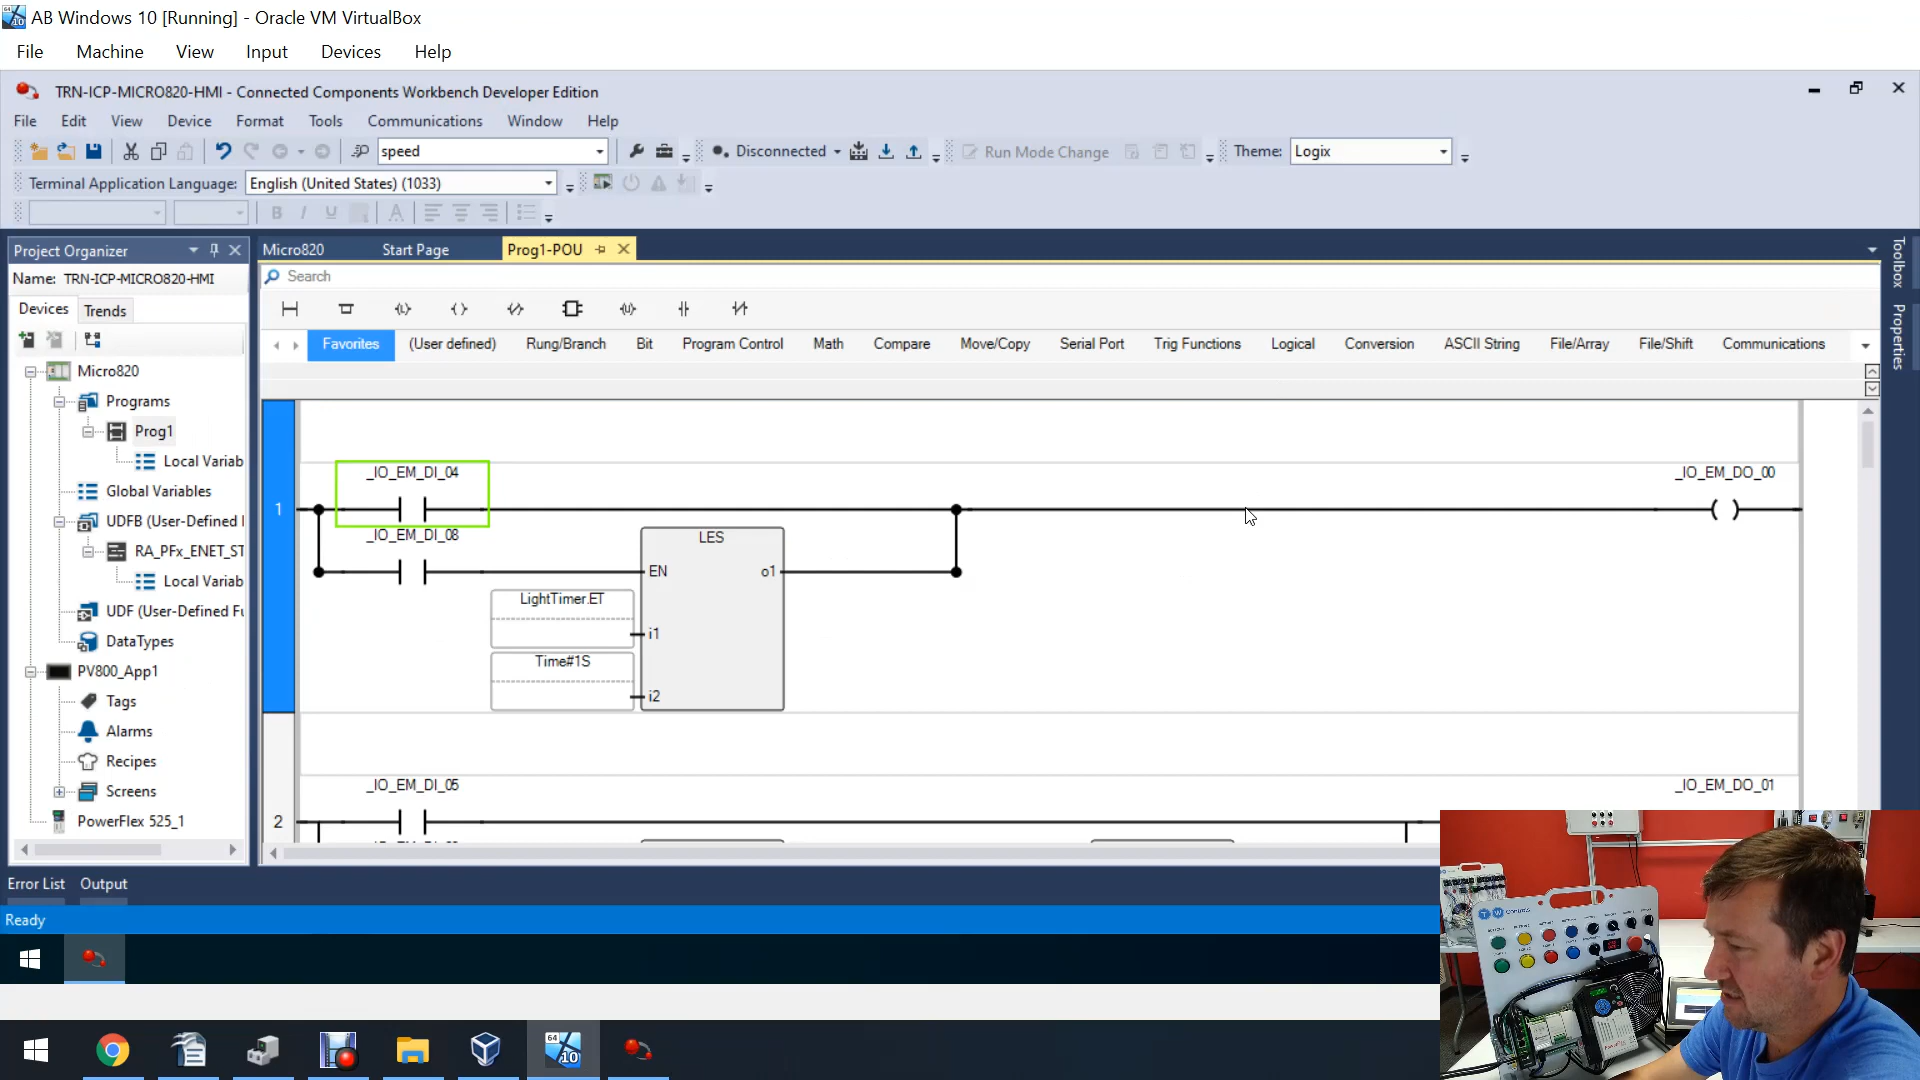 AB Windows 10 [Running] - Oracle VM VirtualBox
File Machine View Input Devices Help
TRN-ICP-MICRO820-HMI - Connected Components Workbench Developer Edition
File Edit View Device Format Tools Communications Window Help
speed Disconnected Run Mode Change Theme: Logix
Terminal Application Language: English (United States) (1033)
B I U A
Project Organizer
Name: TRN-ICP-MICRO820-HMI
Devices Trends
Micro820
Programs
Prog1
Local Variab
Global Variables
UDFB (User-Defined I
RA_PFx_ENET_ST
Local Variab
UDF (User-Defined Fu
DataTypes
PV800_App1
Tags
Alarms
Recipes
Screens
PowerFlex 525_1
Micro820 Start Page Prog1-POU
Search
Favorites (User defined) Rung/Branch Bit Program Control Math Compare Move/Copy Serial Port Trig Functions Logical Conversion ASCII String File/Array File/Shift Communications
_IO_EM_DI_04 _IO_EM_DO_00
1
_IO_EM_DI_08 LES
EN o1
LightTimer.ET
i1
Time#1S
i2
_IO_EM_DI_05 _IO_EM_DO_01
2
Toolbox
Properties
Error List Output
Ready
64
10